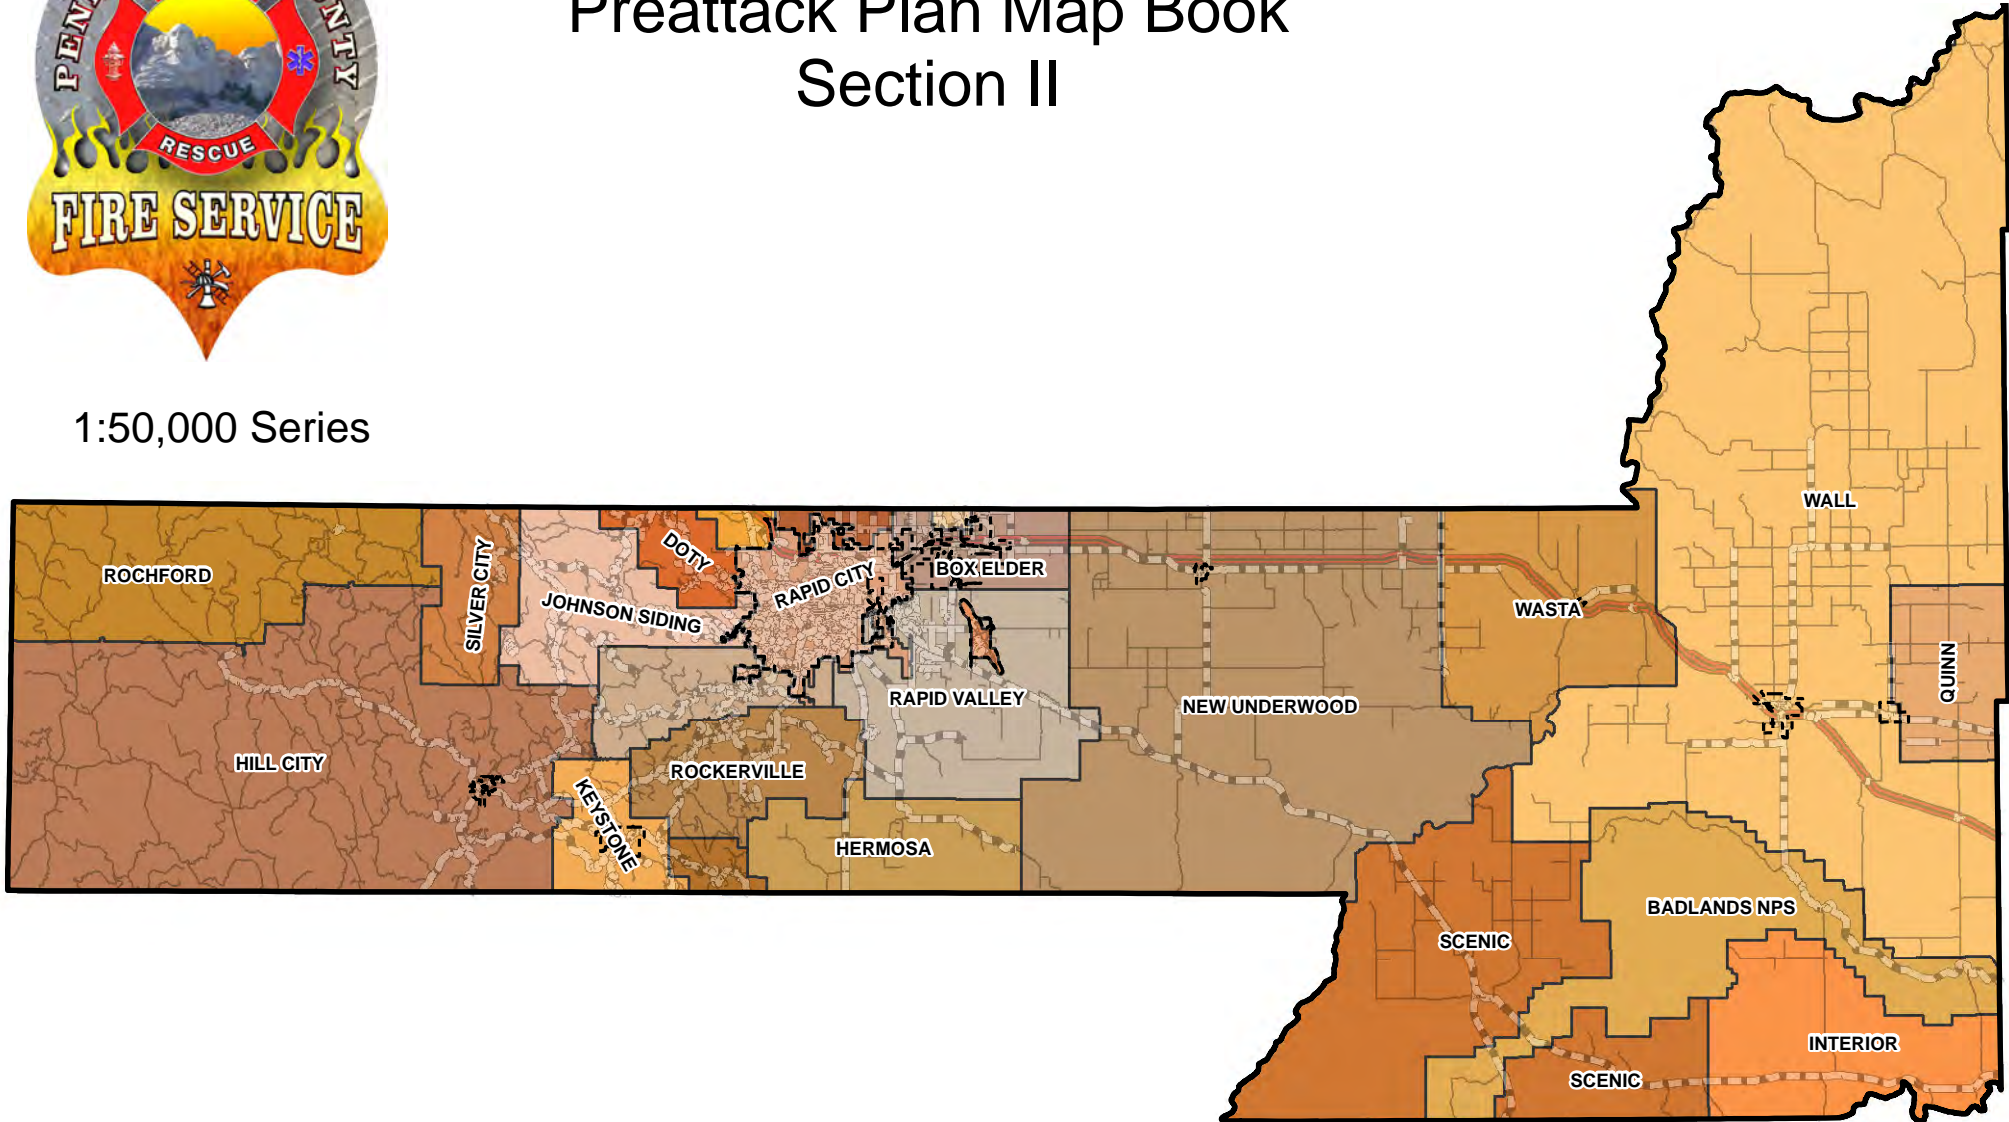 Preattack Plan Map Book
Section II
RESCUE
FIRE SERVICE
1:50,000 Series
WALL
ROCHFORD
SILVER CITY
JOHNSON SIDING
DOTY
RAPID CITY
BOX ELDER
WASTA
QUINN
RAPID VALLEY
NEW UNDERWOOD
HILL CITY
ROCKERVILLE
KEYSTONE
HERMOSA
BADLANDS NPS
SCENIC
INTERIOR
SCENIC